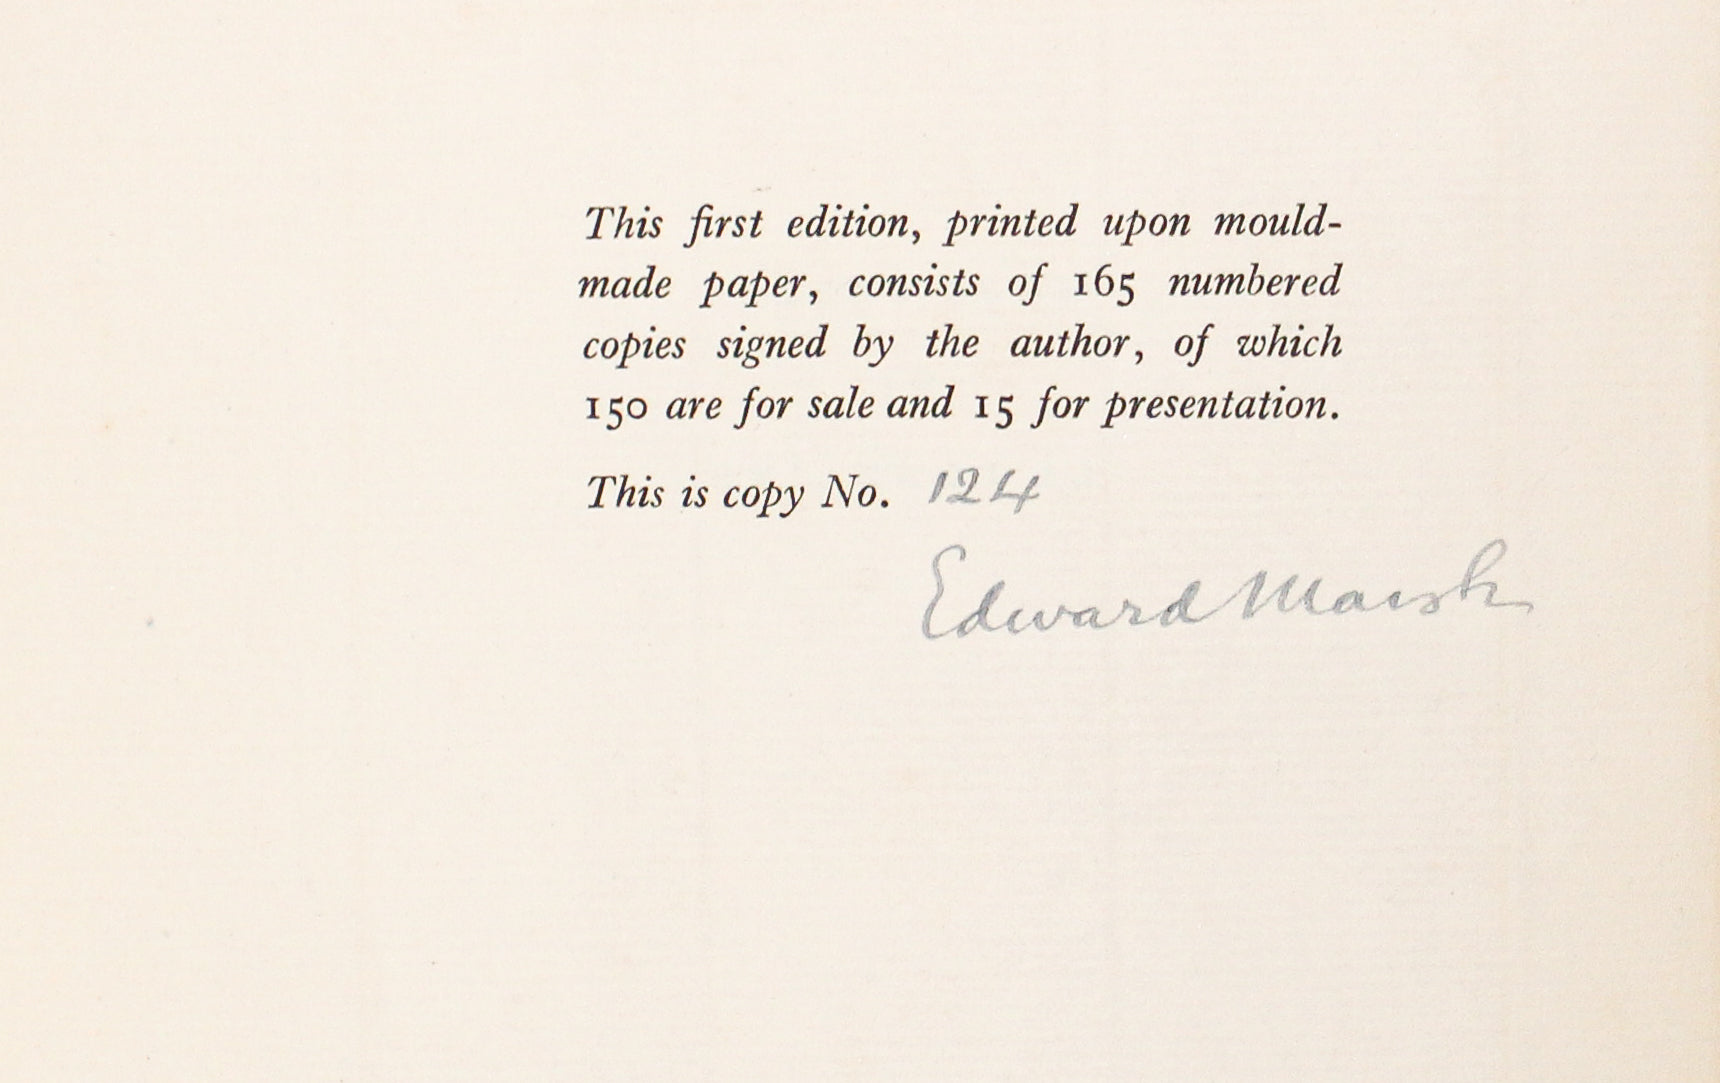 This first edition, printed upon mould-
made paper, consists of 165 numbered
copies signed by the author, of which
150 are for sale and 15 for presentation.
This is copy No. 124
Edward Marsh